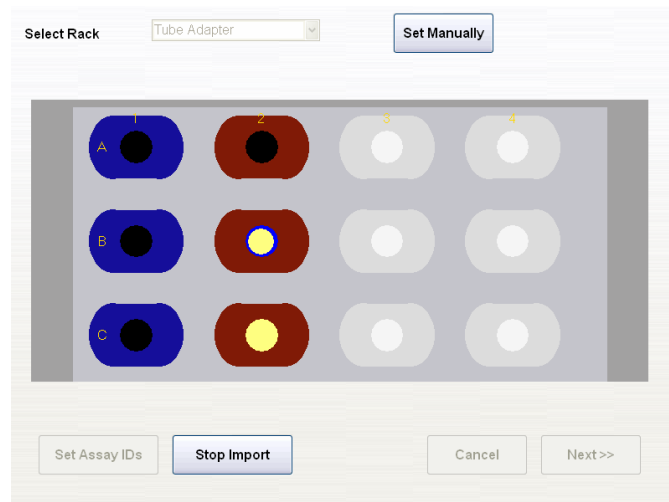 Select Rack
Tube Adapter
Set Manually
1 2 3 4
A
B
C
Set Assay IDs
Stop Import
Cancel
Next >>